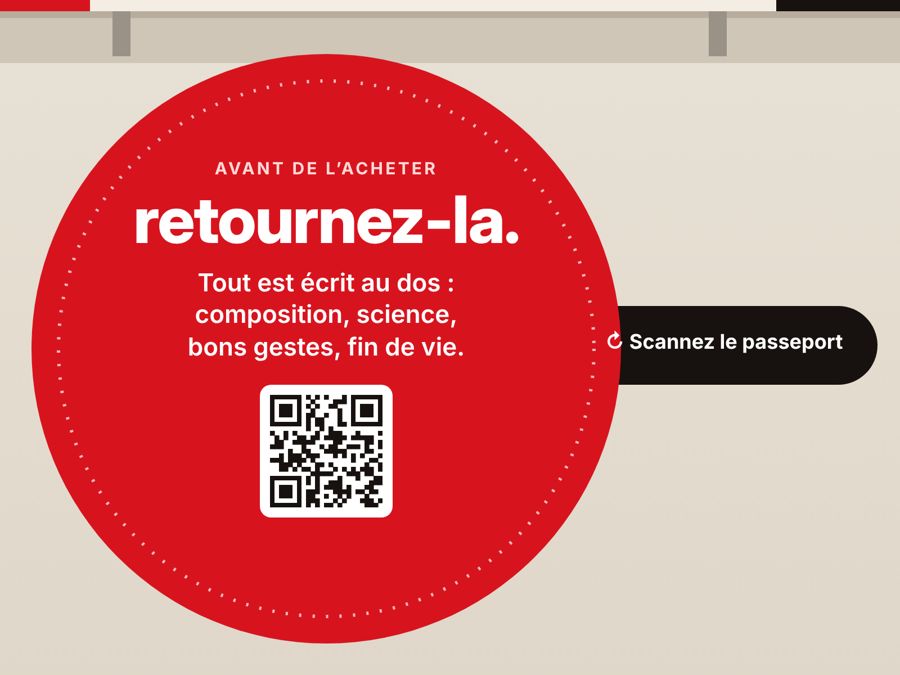 AVANT DE L’ACHETER
retournez-la.
Tout est écrit au dos :
composition, science,
bons gestes, fin de vie.
↻ Scannez le passeport